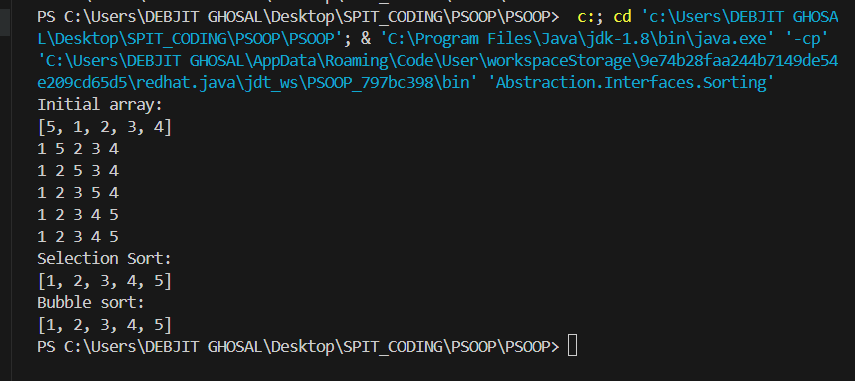 PS C:\Users\DEBJIT GHOSAL\Desktop\SPIT_CODING\PSOOP\PSOOP>  c:; cd 'c:\Users\DEBJIT GHOSA
L\Desktop\SPIT_CODING\PSOOP\PSOOP'; & 'C:\Program Files\Java\jdk-1.8\bin\java.exe' '-cp'
'C:\Users\DEBJIT GHOSAL\AppData\Roaming\Code\User\workspaceStorage\9e74b28faa244b7149de54
e209cd65d5\redhat.java\jdt_ws\PSOOP_797bc398\bin' 'Abstraction.Interfaces.Sorting'
Initial array:
[5, 1, 2, 3, 4]
1 5 2 3 4
1 2 5 3 4
1 2 3 5 4
1 2 3 4 5
1 2 3 4 5
Selection Sort:
[1, 2, 3, 4, 5]
Bubble sort:
[1, 2, 3, 4, 5]
PS C:\Users\DEBJIT GHOSAL\Desktop\SPIT_CODING\PSOOP\PSOOP>